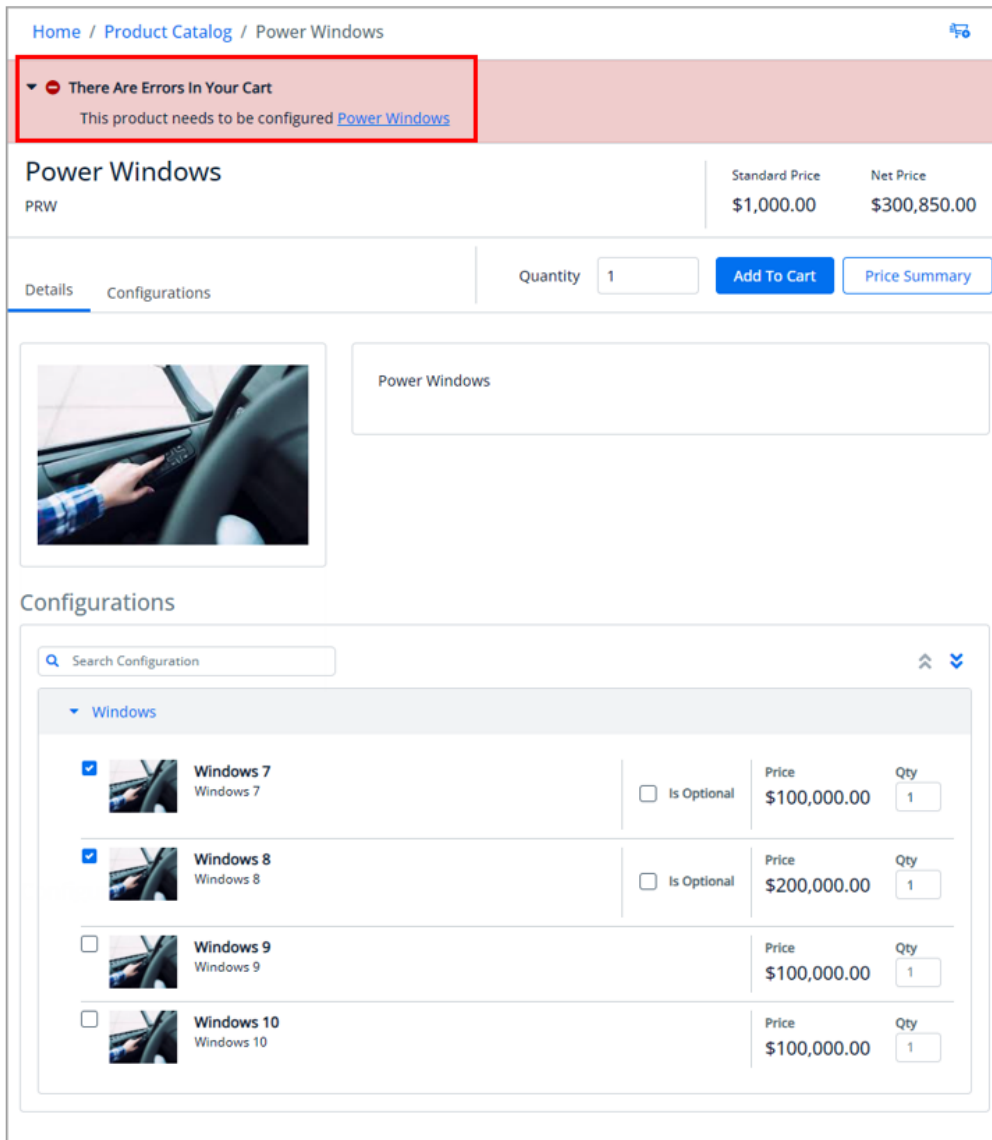 Home / Product Catalog / Power Windows
There Are Errors In Your Cart
This product needs to be configured Power Windows
Power Windows
PRW
Standard Price
$1,000.00
Net Price
$300,850.00
Details
Configurations
Quantity
1
Add To Cart
Price Summary
Power Windows
Configurations
Search Configuration
Windows
Windows 7
Windows 7
Is Optional
Price
$100,000.00
Qty
1
Windows 8
Windows 8
Is Optional
Price
$200,000.00
Qty
1
Windows 9
Windows 9
Price
$100,000.00
Qty
1
Windows 10
Windows 10
Price
$100,000.00
Qty
1